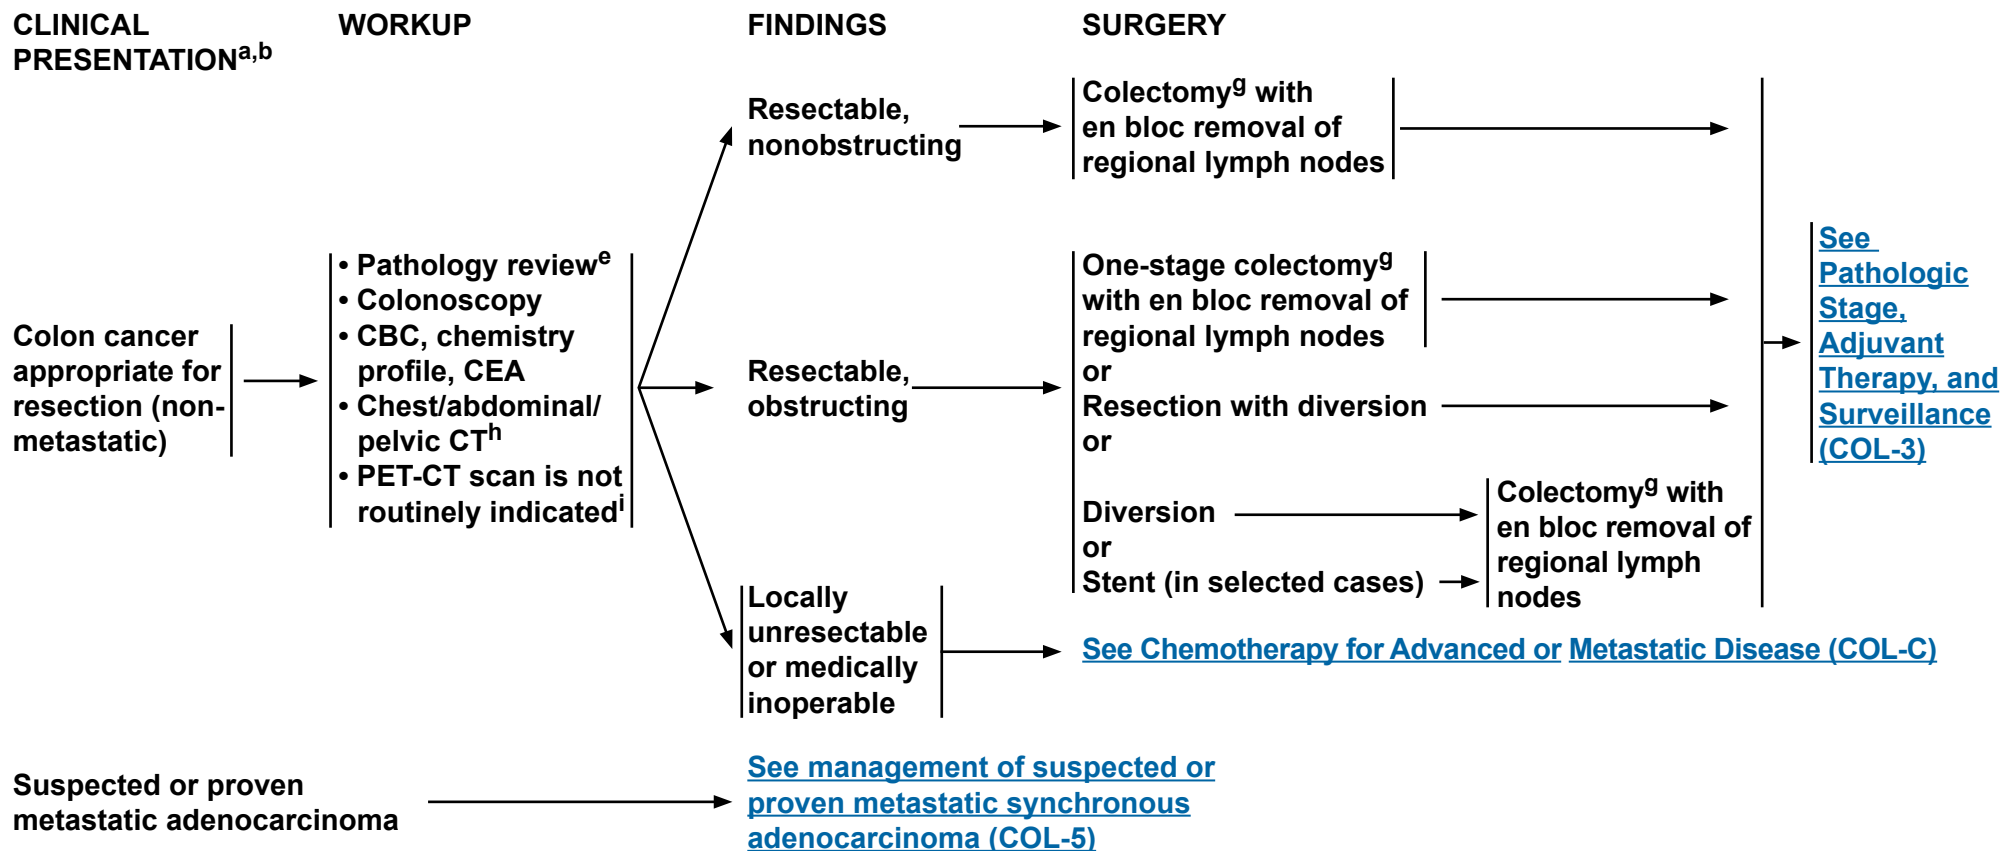 CLINICAL
PRESENTATIONa,b
WORKUP
FINDINGS
SURGERY
Colon cancer
appropriate for
resection (non-
metastatic)
• Pathology reviewe
• Colonoscopy
• CBC, chemistry
profile, CEA
• Chest/abdominal/
pelvic CTh
• PET-CT scan is not
routinely indicatedi
Resectable,
nonobstructing
Colectomyg with
en bloc removal of
regional lymph nodes
Resectable,
obstructing
One-stage colectomyg
with en bloc removal of
regional lymph nodes
or
Resection with diversion
or
Diversion
or
Stent (in selected cases)
Colectomyg with
en bloc removal of
regional lymph
nodes
See
Pathologic
Stage,
Adjuvant
Therapy, and
Surveillance
(COL-3)
Locally
unresectable
or medically
inoperable
See Chemotherapy for Advanced or Metastatic Disease (COL-C)
Suspected or proven
metastatic adenocarcinoma
See management of suspected or
proven metastatic synchronous
adenocarcinoma (COL-5)